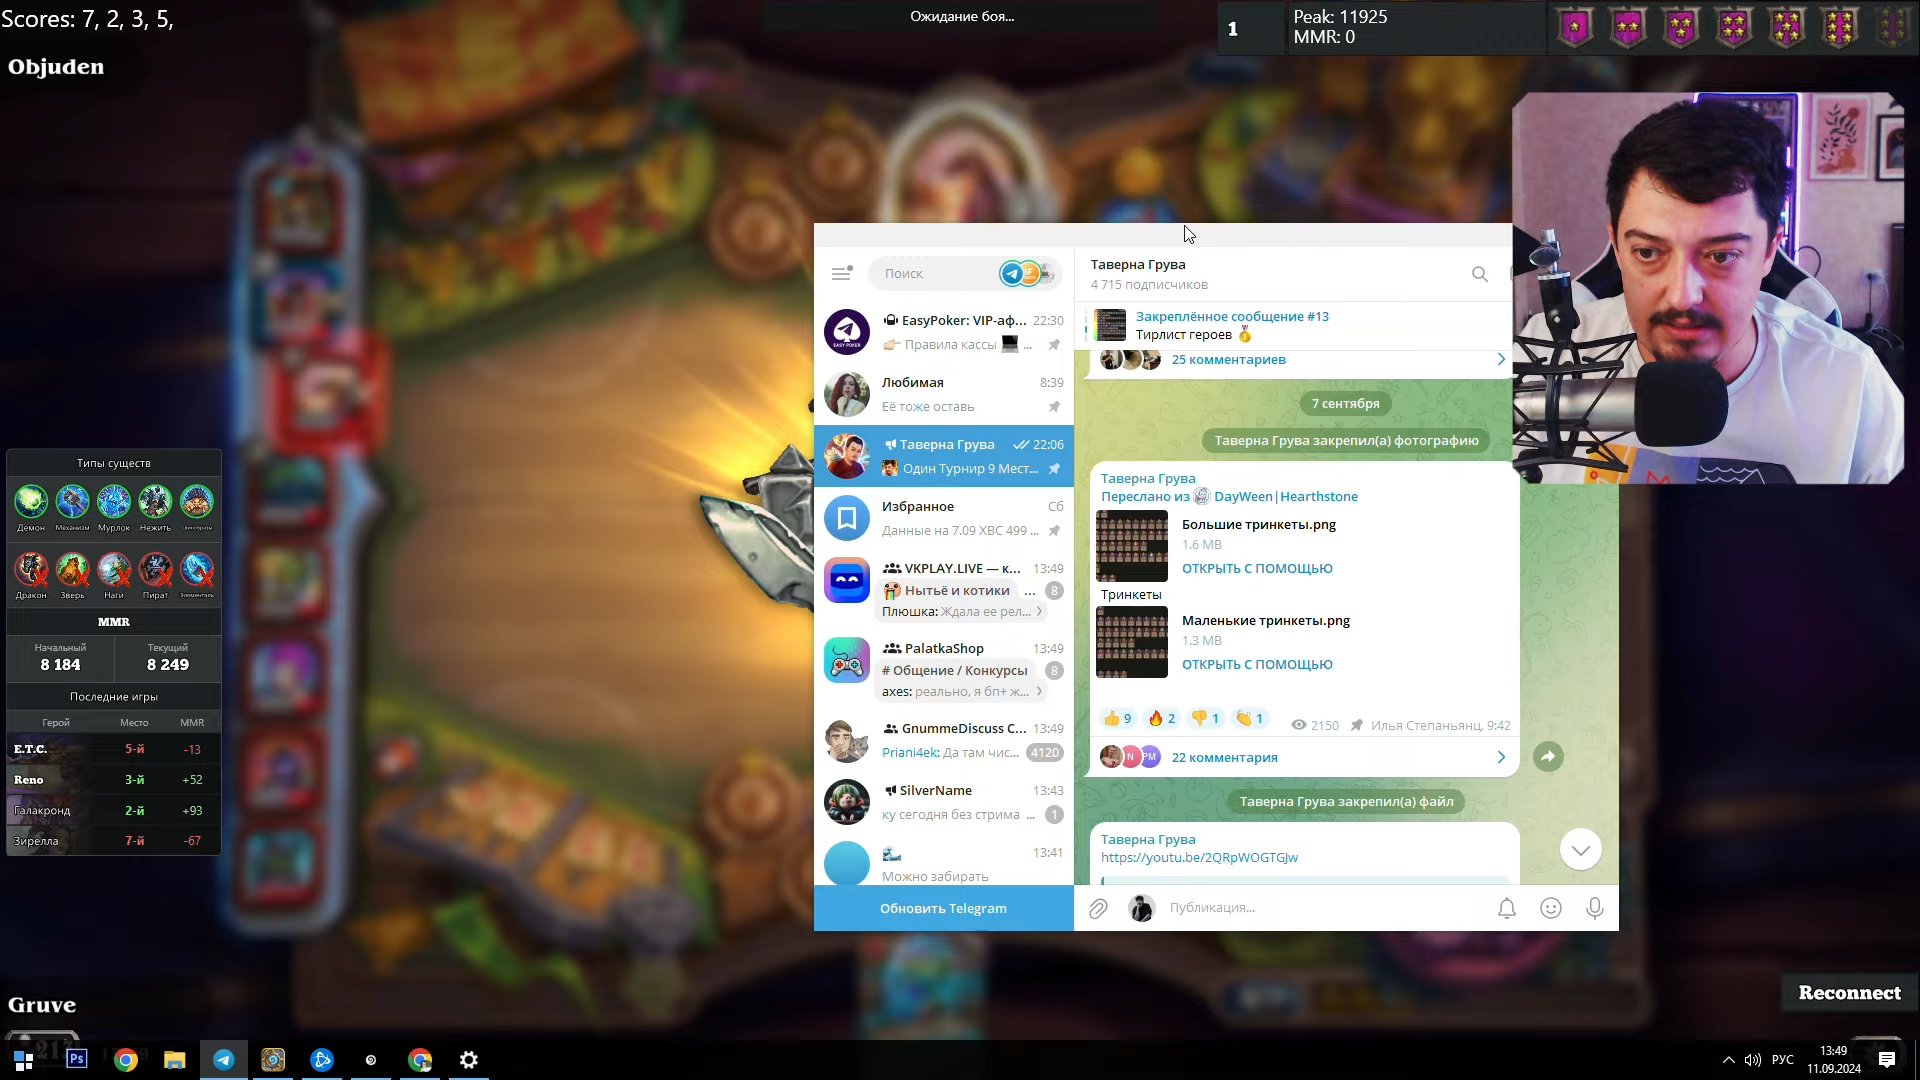 Scores: 7, 2, 3, 5,
Objuden
Ожидание боя...
1
Peak: 11925
MMR: 0
Типы существ
Демон
Механизм
Мурлок
Нежить
Свинобраз
Дракон
Зверь
Наги
Пират
Элементаль
MMR
Начальный
8 184
Текущий
8 249
Последние игры
Герой Место MMR
E.T.C. 5-й -13
Reno 3-й +52
Галакронд 2-й +93
Зирелла 7-й -67
Gruve
Поиск
EasyPoker: VIP-аф... 22:30
Правила кассы ...
Любимая 8:39
Её тоже оставь
Таверна Грува 22:06
Один Турнир 9 Мест...
Избранное Сб
Данные на 7.09 ХВС 499 ...
VKPLAY.LIVE — к... 13:49
Нытьё и котики ... 8
Плюшка: Ждала ее рел...
PalatkaShop 13:49
# Общение / Конкурсы 8
axes: реально, я бп+ ж...
GnummeDiscuss C... 13:49
Priani4ek: Да там чис... 4120
SilverName 13:43
ку сегодня без стрима ... 1
13:41
Можно забирать
Обновить Telegram
Таверна Грува
4 715 подписчиков
Закреплённое сообщение #13
Тирлист героев
25 комментариев
7 сентября
Таверна Грува закрепил(а) фотографию
Таверна Грува
Переслано из DayWeen|Hearthstone
Большие тринкеты.png
1.6 MB
ОТКРЫТЬ С ПОМОЩЬЮ
Тринкеты
Маленькие тринкеты.png
1.3 MB
ОТКРЫТЬ С ПОМОЩЬЮ
9 2 1 1 2150 Илья Степаньянц, 9:42
N PM 22 комментария
Таверна Грува закрепил(а) файл
Таверна Грува
https://youtu.be/2QRpWOGTGJw
Публикация...
Reconnect
Ps
РУС
13:49
11.09.2024